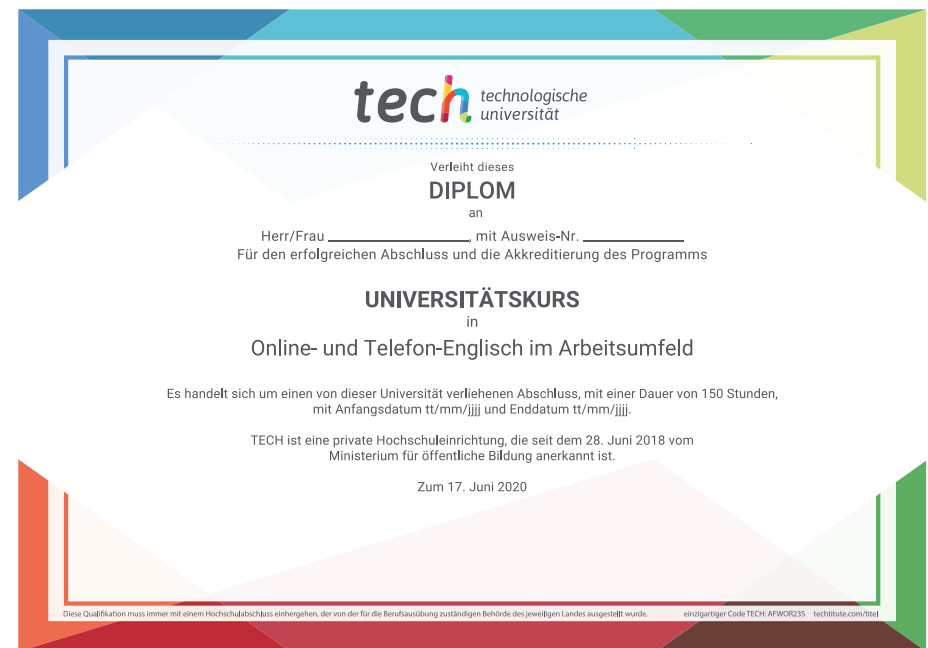 tech technologische
universität
Verleiht dieses
DIPLOM
an
Herr/Frau ____________________, mit Ausweis-Nr. ______________
Für den erfolgreichen Abschluss und die Akkreditierung des Programms
UNIVERSITÄTSKURS
in
Online- und Telefon-Englisch im Arbeitsumfeld
Es handelt sich um einen von dieser Universität verliehenen Abschluss, mit einer Dauer von 150 Stunden,
mit Anfangsdatum tt/mm/jjjj und Enddatum tt/mm/jjjj.
TECH ist eine private Hochschuleinrichtung, die seit dem 28. Juni 2018 vom
Ministerium für öffentliche Bildung anerkannt ist.
Zum 17. Juni 2020
Diese Qualifikation muss immer mit einem Hochschulabschluss einhergehen, der von der für die Berufsausübung zuständigen Behörde des jeweiligen Landes ausgestellt wurde. einzigartiger Code TECH: AFWOR23S techtitute.com/titel